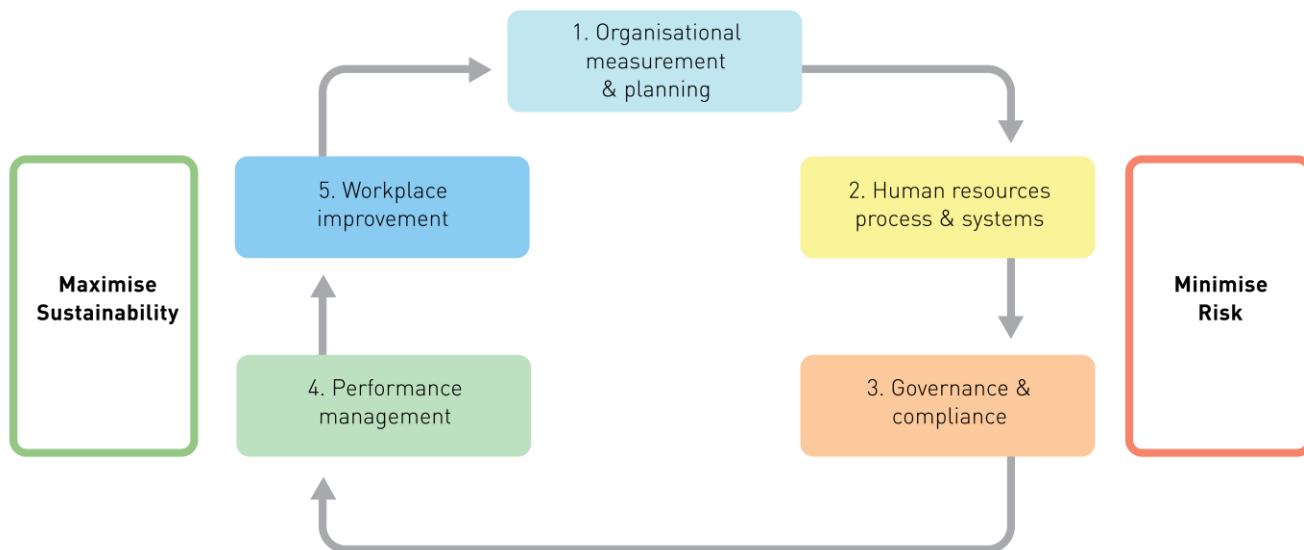 1. Organisational
measurement
& planning
5. Workplace
improvement
2. Human resources
process & systems
Maximise
Sustainability
Minimise
Risk
4. Performance
management
3. Governance &
compliance